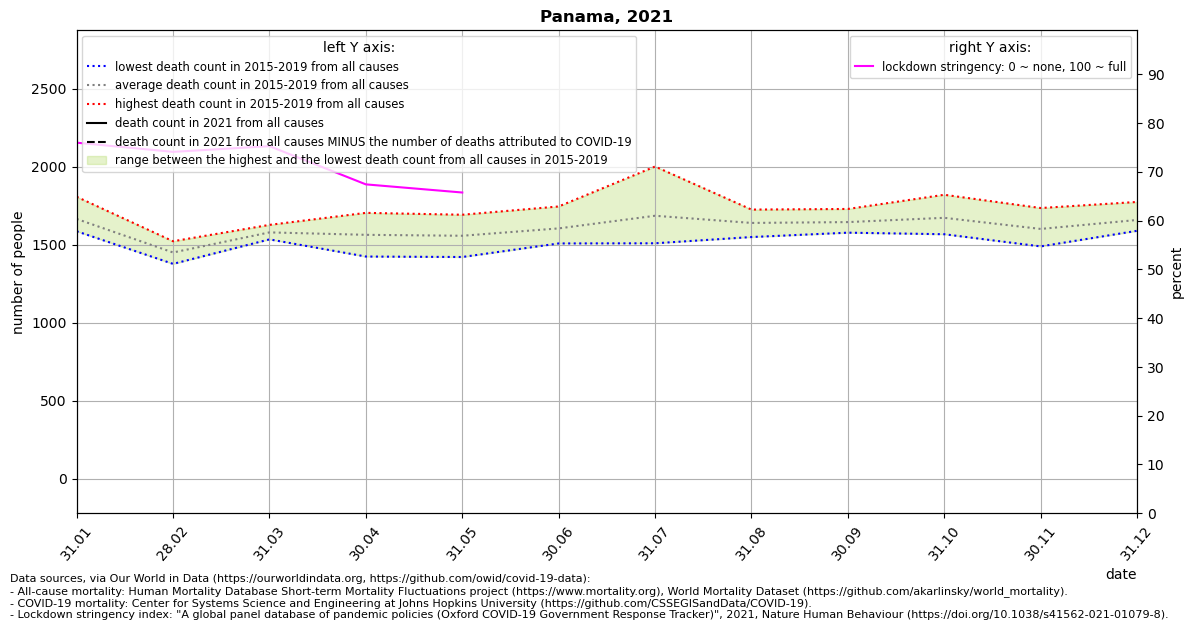 Panama, 2021
left Y axis:
lowest death count in 2015-2019 from all causes
average death count in 2015-2019 from all causes
highest death count in 2015-2019 from all causes
death count in 2021 from all causes
death count in 2021 from all causes MINUS the number of deaths attributed to COVID-19
range between the highest and the lowest death count from all causes in 2015-2019
right Y axis:
lockdown stringency: 0 ~ none, 100 ~ full
number of people
2500
2000
1500
1000
500
0
percent
90
80
70
60
50
40
30
20
10
0
31.01
28.02
31.03
30.04
31.05
30.06
31.07
31.08
30.09
31.10
30.11
31.12
date
Data sources, via Our World in Data (https://ourworldindata.org, https://github.com/owid/covid-19-data):
- All-cause mortality: Human Mortality Database Short-term Mortality Fluctuations project (https://www.mortality.org), World Mortality Dataset (https://github.com/akarlinsky/world_mortality).
- COVID-19 mortality: Center for Systems Science and Engineering at Johns Hopkins University (https://github.com/CSSEGISandData/COVID-19).
- Lockdown stringency index: "A global panel database of pandemic policies (Oxford COVID-19 Government Response Tracker)", 2021, Nature Human Behaviour (https://doi.org/10.1038/s41562-021-01079-8).